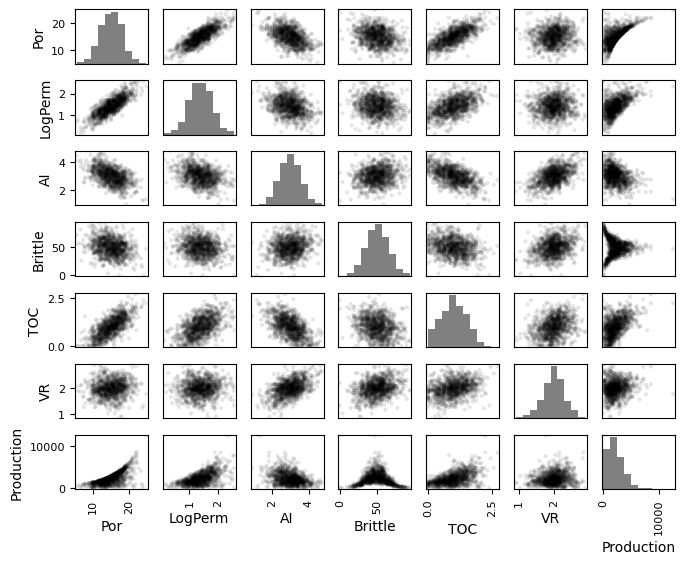 Por
20
10
LogPerm
2
1
AI
4
2
Brittle
50
0
TOC
2.5
0.0
VR
2
1
Production
10000
0
10
20
1
2
2
4
0
50
0.0
2.5
1
2
0
10000
Por
LogPerm
AI
Brittle
TOC
VR
Production